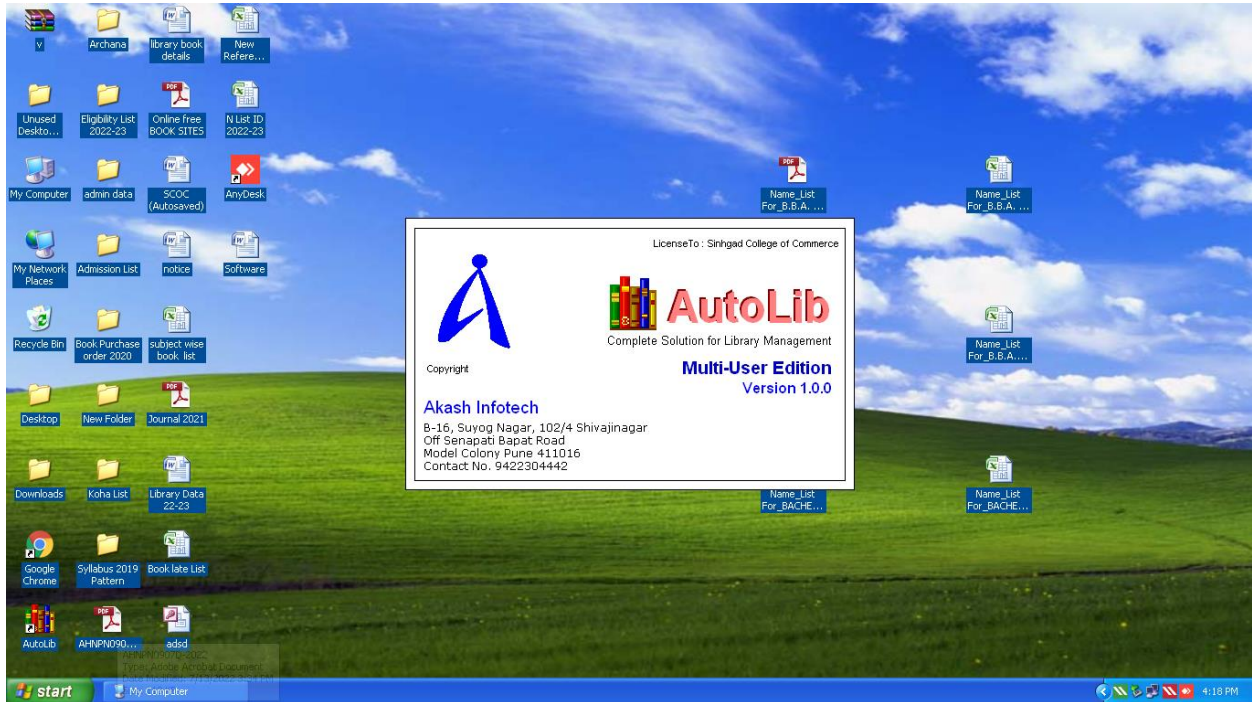 v
Archana
library book
details
New
Refere...
Unused
Deskto...
Eligibility List
2022-23
Online free
BOOK SITES
N List ID
2022-23
My Computer
admin data
SCOC
(Autosaved)
AnyDesk
My Network
Places
Admission List
notice
Software
Recycle Bin
Book Purchase
order 2020
subject wise
book list
Desktop
New Folder
Journal 2021
Downloads
Koha List
Library Data
22-23
Google
Chrome
Syllabus 2019
Pattern
Book late List
AutoLib
AHNPN090...
adsd
Name_List
For_B.B.A. ...
Name_List
For_B.B.A. ...
Name_List
For_B.B.A....
Name_List
For_BACHE...
Name_List
For_BACHE...
LicenseTo : Sinhgad College of Commerce
AutoLib
Complete Solution for Library Management
Copyright
Multi-User Edition
Version 1.0.0
Akash Infotech
B-16, Suyog Nagar, 102/4 Shivajinagar
Off Senapati Bapat Road
Model Colony Pune 411016
Contact No. 9422304442
Type: Adobe Acrobat Document
start
My Computer
4:18 PM